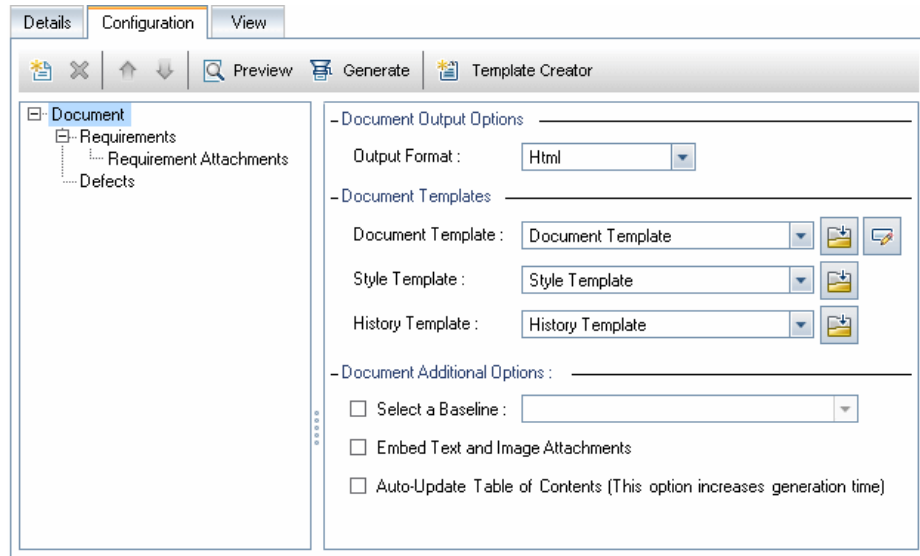 Details Configuration View
Preview Generate Template Creator
Document
Requirements
Requirement Attachments
Defects
Document Output Options
Output Format : Html
Document Templates
Document Template : Document Template
Style Template : Style Template
History Template : History Template
Document Additional Options :
Select a Baseline :
Embed Text and Image Attachments
Auto-Update Table of Contents (This option increases generation time)